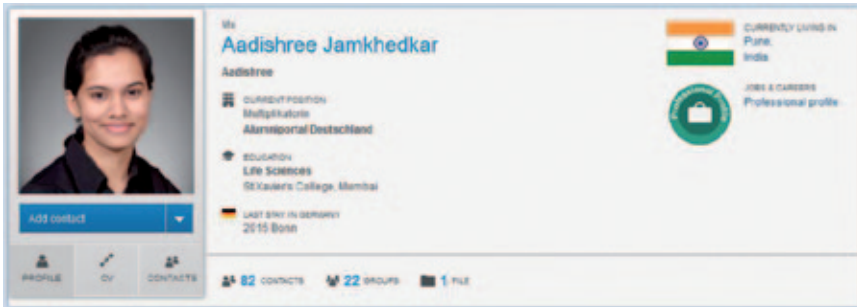 Ms
Aadishree Jamkhedkar
Aadishree
CURRENT POSITION
Multiplikatorin
Alumniportal Deutschland
EDUCATION
Life Sciences
St Xavier's College, Mumbai
LAST STAY IN GERMANY
2015 Bonn
CURRENTLY LIVING IN
Pune,
India
JOBS & CAREERS
Professional profile
Professional Profile
Add contact
PROFILE
CV
CONTACTS
82 CONTACTS 22 GROUPS 1 FILE